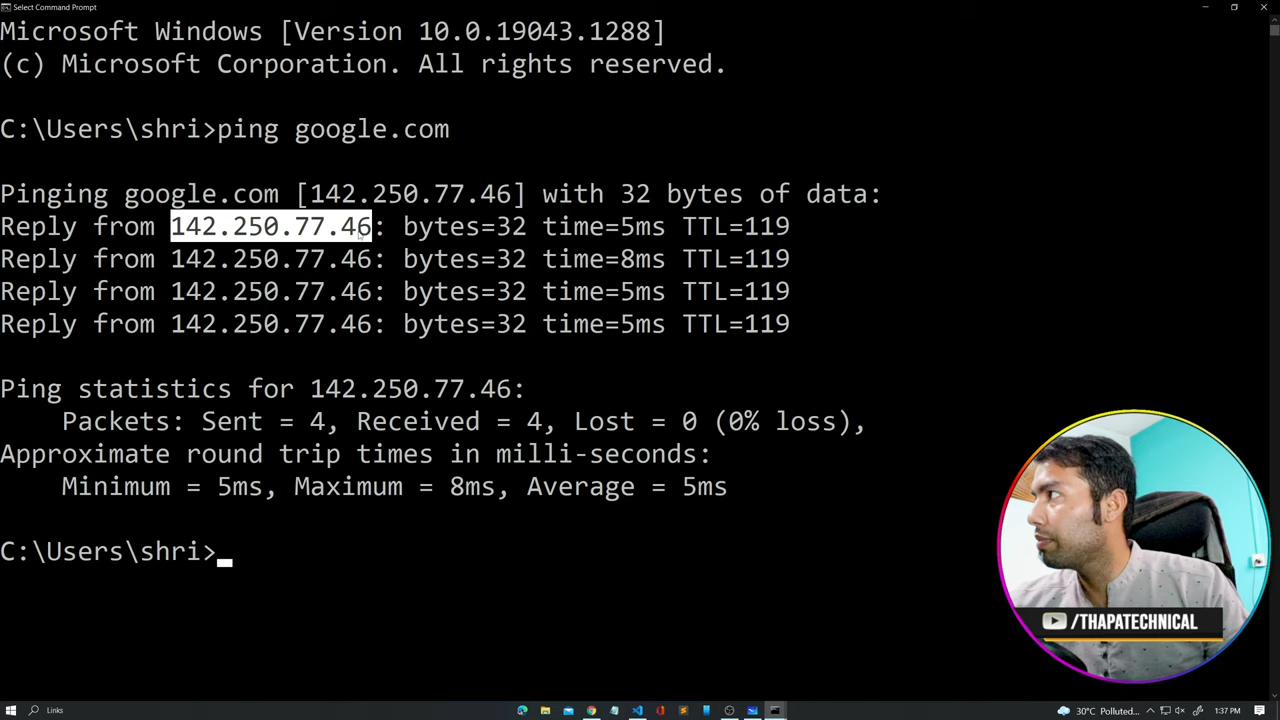 Select Command Prompt
Microsoft Windows [Version 10.0.19043.1288]
(c) Microsoft Corporation. All rights reserved.
C:\Users\shri>ping google.com
Pinging google.com [142.250.77.46] with 32 bytes of data:
Reply from 142.250.77.46: bytes=32 time=5ms TTL=119
Reply from 142.250.77.46: bytes=32 time=8ms TTL=119
Reply from 142.250.77.46: bytes=32 time=5ms TTL=119
Reply from 142.250.77.46: bytes=32 time=5ms TTL=119
Ping statistics for 142.250.77.46:
    Packets: Sent = 4, Received = 4, Lost = 0 (0% loss),
Approximate round trip times in milli-seconds:
    Minimum = 5ms, Maximum = 8ms, Average = 5ms
C:\Users\shri>
/THAPATECHNICAL
Links
30°C Polluted...
1:37 PM